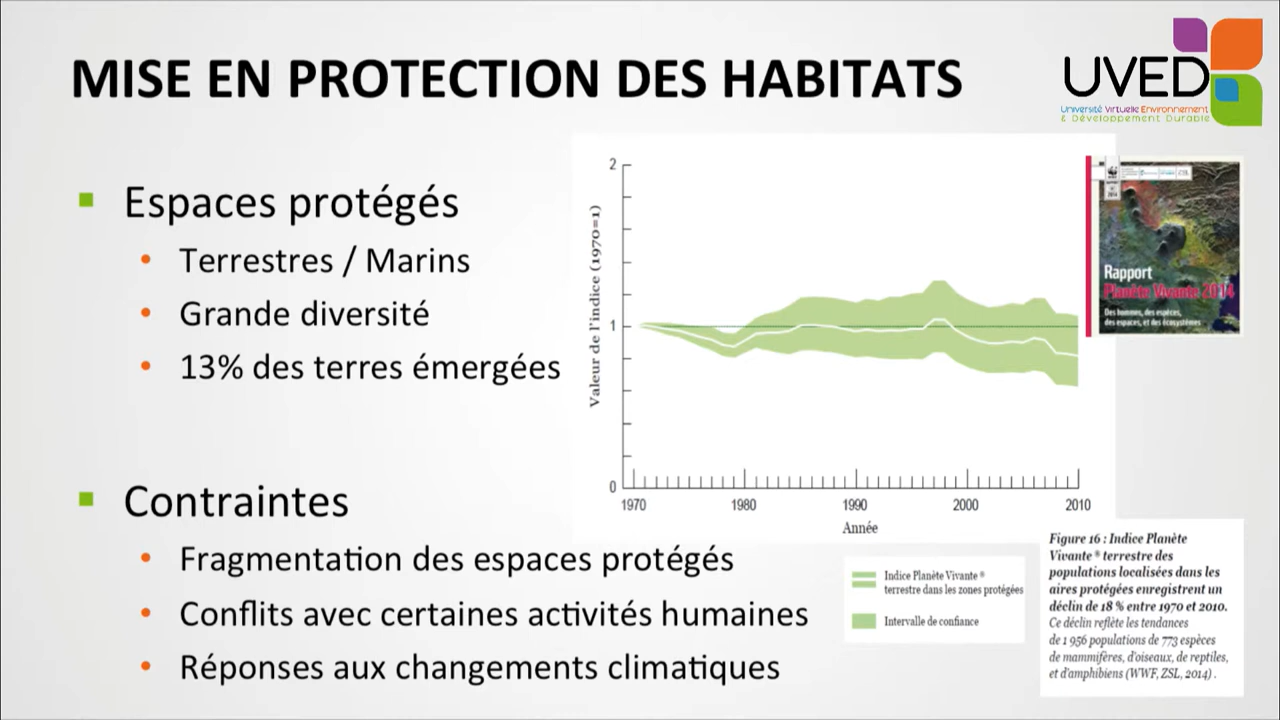 MISE EN PROTECTION DES HABITATS
UVED
Université Virtuelle Environnement
& Développement Durable
Espaces protégés
Terrestres / Marins
Grande diversité
13% des terres émergées
Contraintes
Fragmentation des espaces protégés
Conflits avec certaines activités humaines
Réponses aux changements climatiques
Valeur de l'indice (1970=1)
2
1
0
1970 1980 1990 2000 2010
Année
Indice Planète Vivante ®
terrestre dans les zones protégées
Intervalle de confiance
WWF
2014
Rapport
Planète Vivante 2014
Des hommes, des espèces,
des espaces, et des écosystèmes
Figure 16 : Indice Planète
Vivante ® terrestre des
populations localisées dans les
aires protégées enregistrent un
déclin de 18 % entre 1970 et 2010.
Ce déclin reflète les tendances
de 1 956 populations de 773 espèces
de mammifères, d'oiseaux, de reptiles,
et d'amphibiens (WWF, ZSL, 2014) .